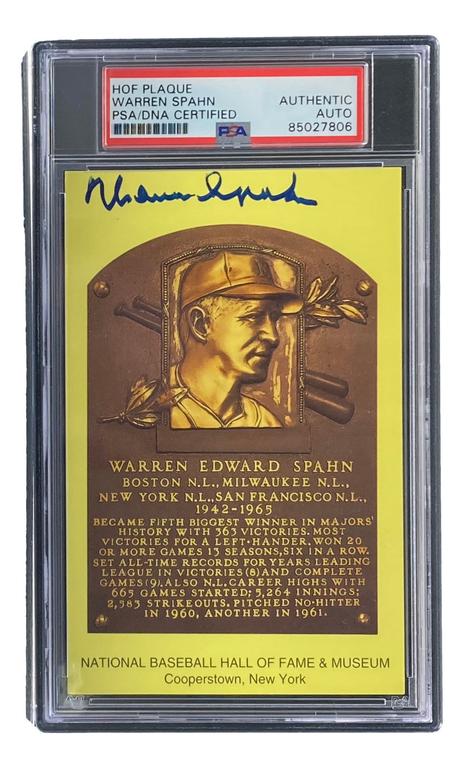 HOF PLAQUE
WARREN SPAHN
PSA/DNA CERTIFIED
AUTHENTIC
AUTO
85027806
PSA
Warren Spahn
WARREN EDWARD SPAHN
BOSTON N.L., MILWAUKEE N.L.,
NEW YORK N.L., SAN FRANCISCO N.L.,
1942-1965
BECAME FIFTH BIGGEST WINNER IN MAJORS'
HISTORY WITH 363 VICTORIES. MOST
VICTORIES FOR A LEFT-HANDER. WON 20
OR MORE GAMES 13 SEASONS, SIX IN A ROW.
SET ALL-TIME RECORDS FOR YEARS LEADING
LEAGUE IN VICTORIES (8) AND COMPLETE
GAMES (9). ALSO N.L. CAREER HIGHS WITH
665 GAMES STARTED; 5,264 INNINGS;
2,583 STRIKEOUTS. PITCHED NO-HITTER
IN 1960, ANOTHER IN 1961.
NATIONAL BASEBALL HALL OF FAME & MUSEUM
Cooperstown, New York